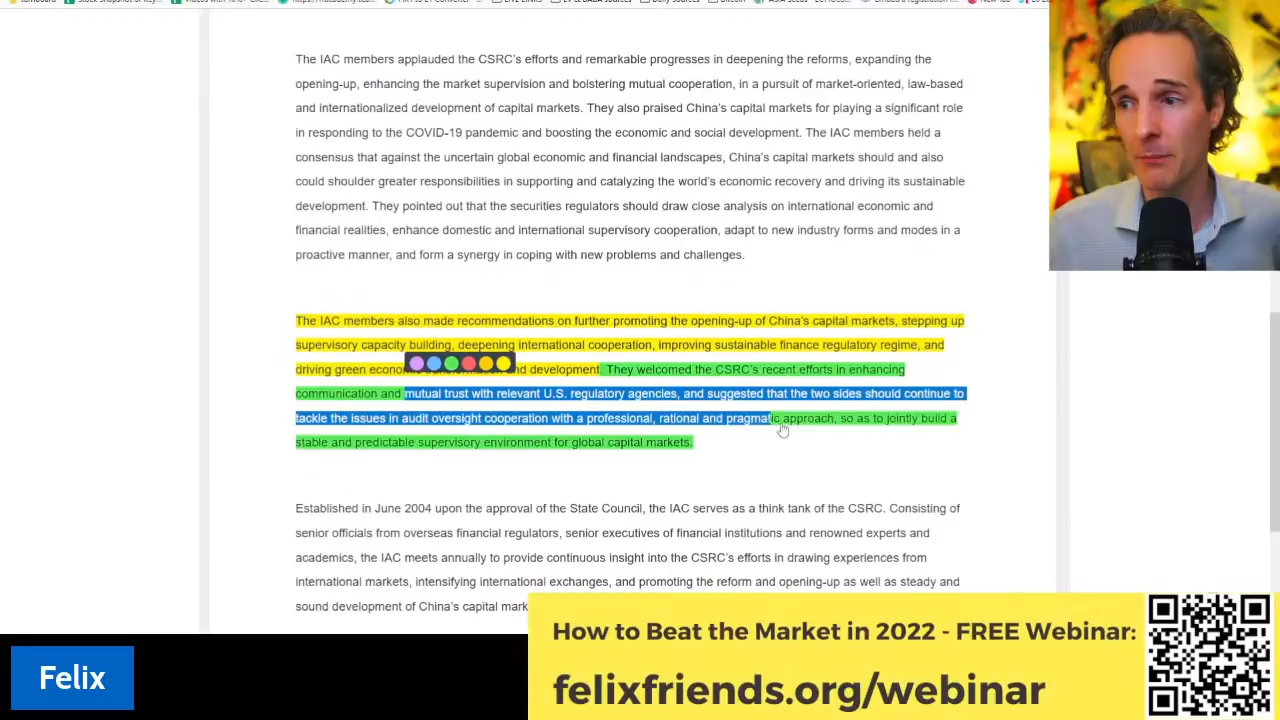 The IAC members applauded the CSRC's efforts and remarkable progresses in deepening the reforms, expanding the
opening-up, enhancing the market supervision and bolstering mutual cooperation, in a pursuit of market-oriented, law-based
and internationalized development of capital markets. They also praised China's capital markets for playing a significant role
in responding to the COVID-19 pandemic and boosting the economic and social development. The IAC members held a
consensus that against the uncertain global economic and financial landscapes, China's capital markets should and also
could shoulder greater responsibilities in supporting and catalyzing the world's economic recovery and driving its sustainable
development. They pointed out that the securities regulators should draw close analysis on international economic and
financial realities, enhance domestic and international supervisory cooperation, adapt to new industry forms and modes in a
proactive manner, and form a synergy in coping with new problems and challenges.
The IAC members also made recommendations on further promoting the opening-up of China's capital markets, stepping up
supervisory capacity building, deepening international cooperation, improving sustainable finance regulatory regime, and
driving green and development They welcomed the CSRC's recent efforts in enhancing
communication and mutual trust with relevant U.S. regulatory agencies, and suggested that the two sides should continue to
tackle the issues in audit oversight cooperation with a professional, rational and pragmatic approach, so as to jointly build a
stable and predictable supervisory environment for global capital markets.
Established in June 2004 upon the approval of the State Council, the IAC serves as a think tank of the CSRC. Consisting of
senior officials from overseas financial regulators, senior executives of financial institutions and renowned experts and
academics, the IAC meets annually to provide continuous insight into the CSRC's efforts in drawing experiences from
international markets, intensifying international exchanges, and promoting the reform and opening-up as well as steady and
sound development of China's capital mark
How to Beat the Market in 2022 - FREE Webinar:
felixfriends.org/webinar
Felix